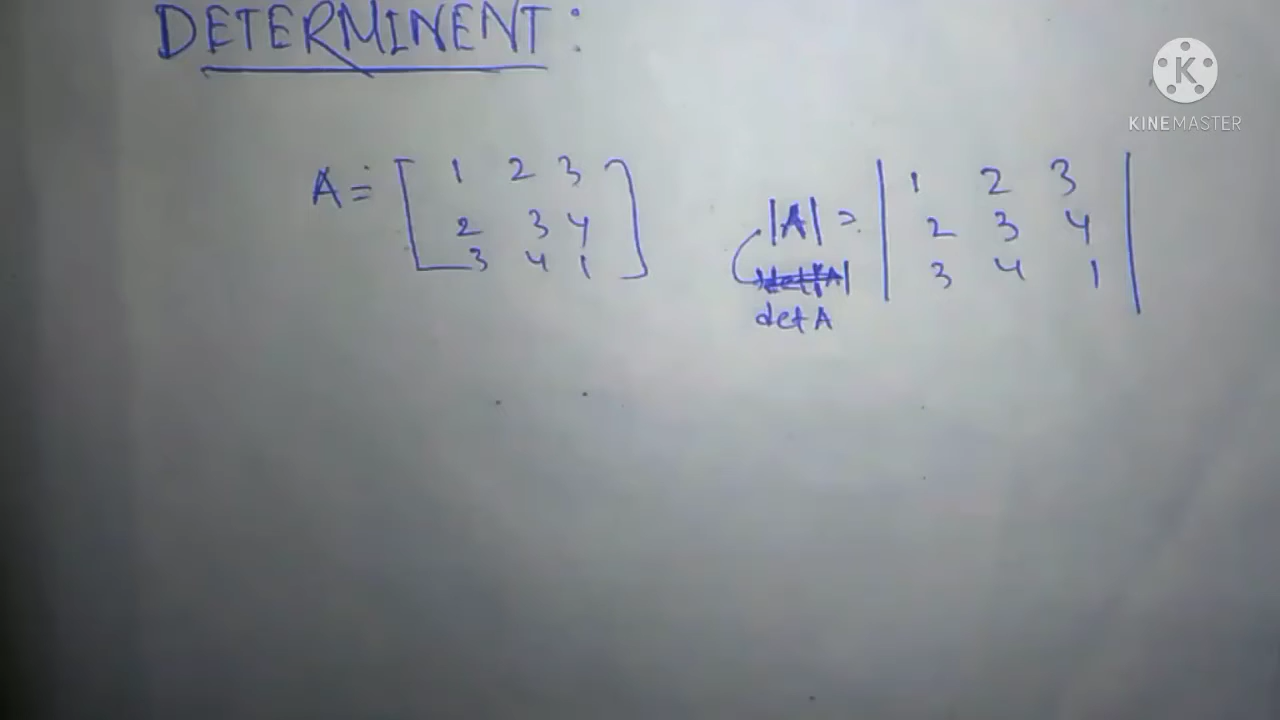 DETERMINENT :
KINEMASTER
A = [ 1 2 3
2 3 4
3 4 1 ]
|A| = | 1 2 3
2 3 4
3 4 1 |
det A